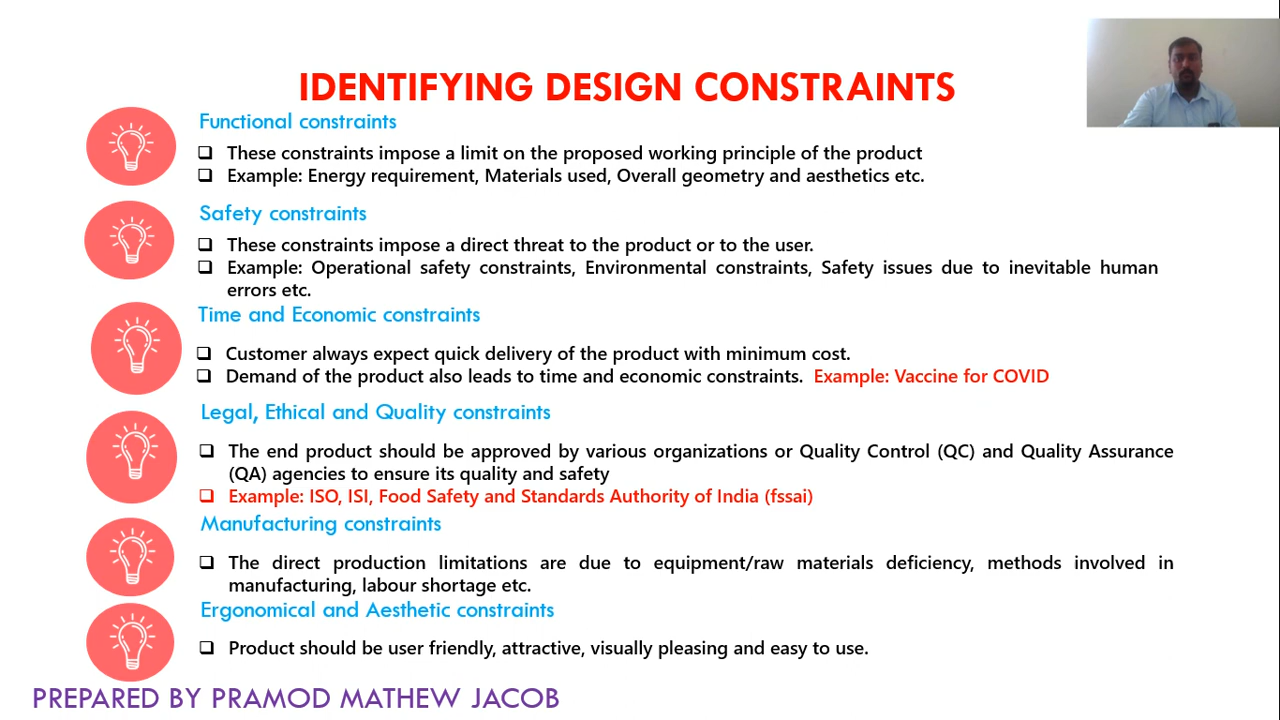 IDENTIFYING DESIGN CONSTRAINTS
Functional constraints
These constraints impose a limit on the proposed working principle of the product
Example: Energy requirement, Materials used, Overall geometry and aesthetics etc.
Safety constraints
These constraints impose a direct threat to the product or to the user.
Example: Operational safety constraints, Environmental constraints, Safety issues due to inevitable human
errors etc.
Time and Economic constraints
Customer always expect quick delivery of the product with minimum cost.
Demand of the product also leads to time and economic constraints. Example: Vaccine for COVID
Legal, Ethical and Quality constraints
The end product should be approved by various organizations or Quality Control (QC) and Quality Assurance
(QA) agencies to ensure its quality and safety
Example: ISO, ISI, Food Safety and Standards Authority of India (fssai)
Manufacturing constraints
The direct production limitations are due to equipment/raw materials deficiency, methods involved in
manufacturing, labour shortage etc.
Ergonomical and Aesthetic constraints
Product should be user friendly, attractive, visually pleasing and easy to use.
PREPARED BY PRAMOD MATHEW JACOB